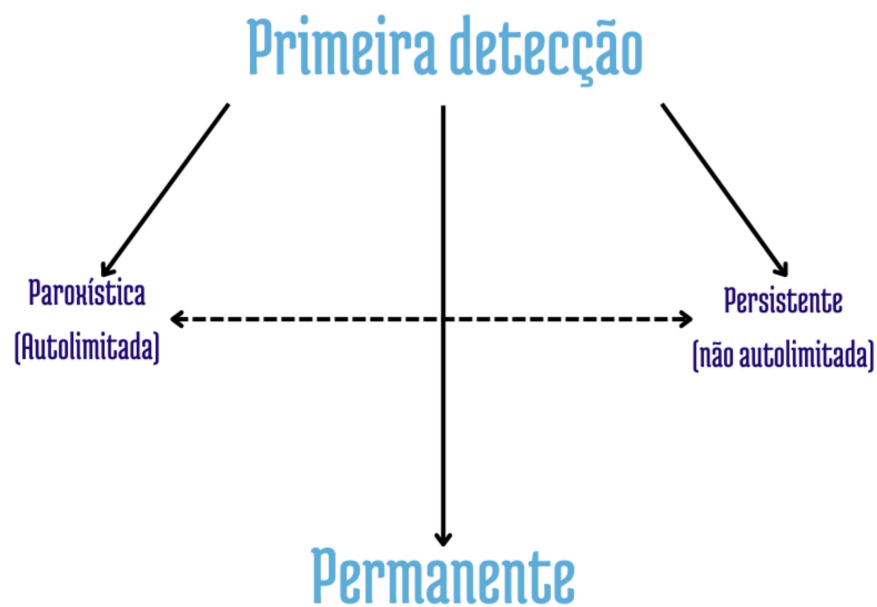 Primeira detecção
Paroxística
(Autolimitada)
Persistente
(não autolimitada)
Permanente